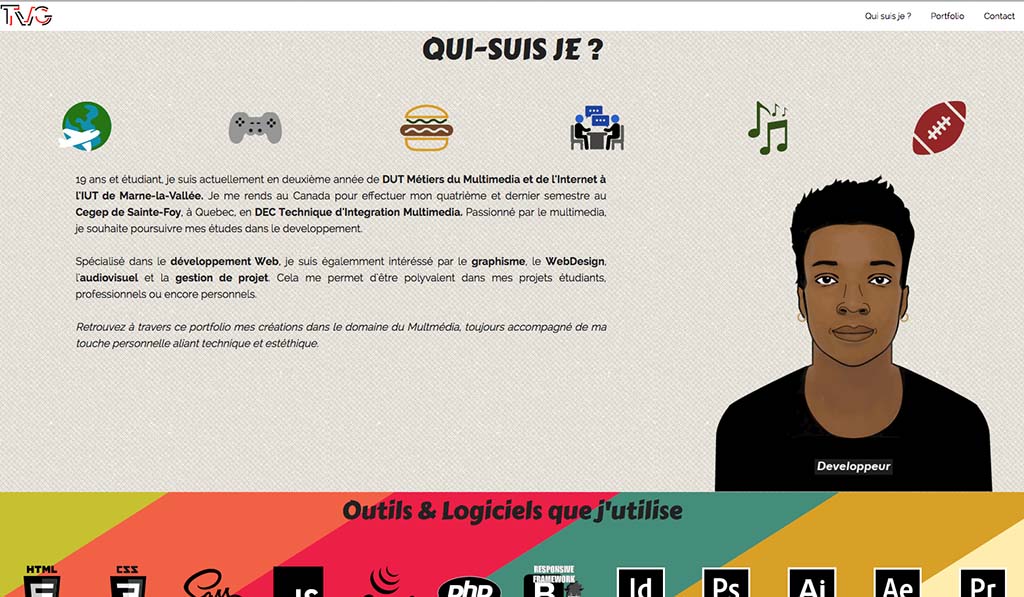 TVG
Qui suis je ? Portfolio Contact
QUI-SUIS JE ?
19 ans et étudiant, je suis actuellement en deuxième année de DUT Métiers du Multimedia et de l'Internet à
l'IUT de Marne-la-Vallée. Je me rends au Canada pour effectuer mon quatrième et dernier semestre au
Cegep de Sainte-Foy, à Quebec, en DEC Technique d'Integration Multimedia. Passionné par le multimedia,
je souhaite poursuivre mes études dans le developpement.
Spécialisé dans le développement Web, je suis égalemment intéréssé par le graphisme, le WebDesign,
l'audiovisuel et la gestion de projet. Cela me permet d'être polyvalent dans mes projets étudiants,
professionnels ou encore personnels.
Retrouvez à travers ce portfolio mes créations dans le domaine du Multmédia, toujours accompagné de ma
touche personnelle aliant technique et estéthique.
Developpeur
Outils & Logiciels que j'utilise
HTML CSS Sass JS php RESPONSIVE FRAMEWORK B Id Ps Ai Ae Pr